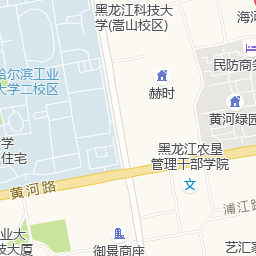 黑龙江科技大
学(嵩山校区)
海河
哈尔滨工业
大学二校区
民防商务
赫时
黄河绿园
大学
住宅
黑龙江农垦
管理干部学院
黄河路
浦江路
业大
技大厦
御景商座
艺汇家